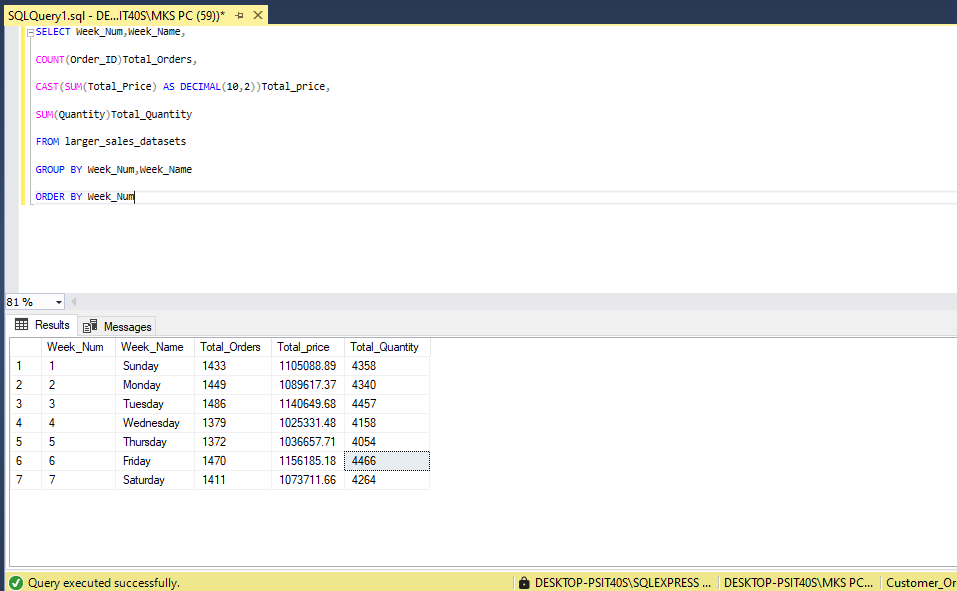 SQLQuery1.sql - DE...IT40S\MKS PC (59))*
SELECT Week_Num,Week_Name,
COUNT(Order_ID)Total_Orders,
CAST(SUM(Total_Price) AS DECIMAL(10,2))Total_price,
SUM(Quantity)Total_Quantity
FROM larger_sales_datasets
GROUP BY Week_Num,Week_Name
ORDER BY Week_Num
81 %
Results Messages
Week_Num Week_Name Total_Orders Total_price Total_Quantity
1 1 Sunday 1433 1105088.89 4358
2 2 Monday 1449 1089617.37 4340
3 3 Tuesday 1486 1140649.68 4457
4 4 Wednesday 1379 1025331.48 4158
5 5 Thursday 1372 1036657.71 4054
6 6 Friday 1470 1156185.18 4466
7 7 Saturday 1411 1073711.66 4264
Query executed successfully. DESKTOP-PSIT40S\SQLEXPRESS ... DESKTOP-PSIT40S\MKS PC... Customer_Or